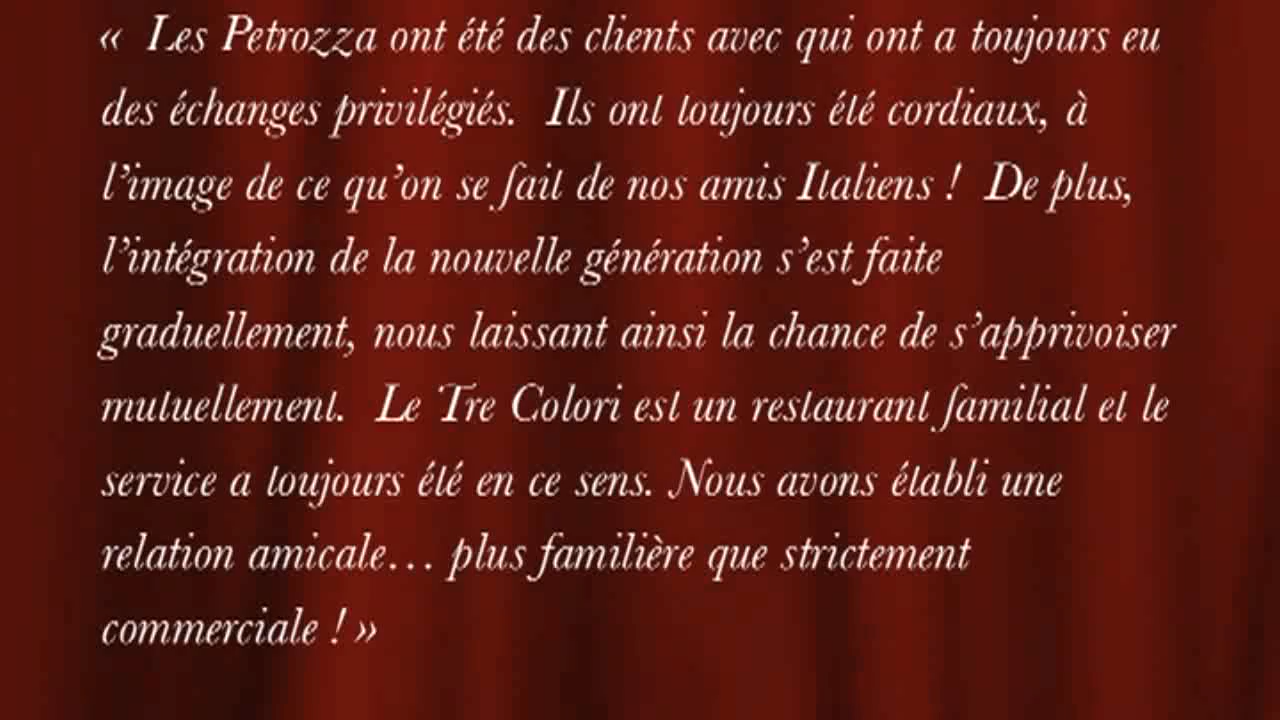 «  Les Petrozza ont été des clients avec qui ont a toujours eu
des échanges privilégiés.  Ils ont toujours été cordiaux, à
l’image de ce qu’on se fait de nos amis Italiens !  De plus,
l’intégration de la nouvelle génération s’est faite
graduellement, nous laissant ainsi la chance de s’apprivoiser
mutuellement.  Le Tre Colori est un restaurant familial et le
service a toujours été en ce sens. Nous avons établi une
relation amicale… plus familière que strictement
commerciale ! »